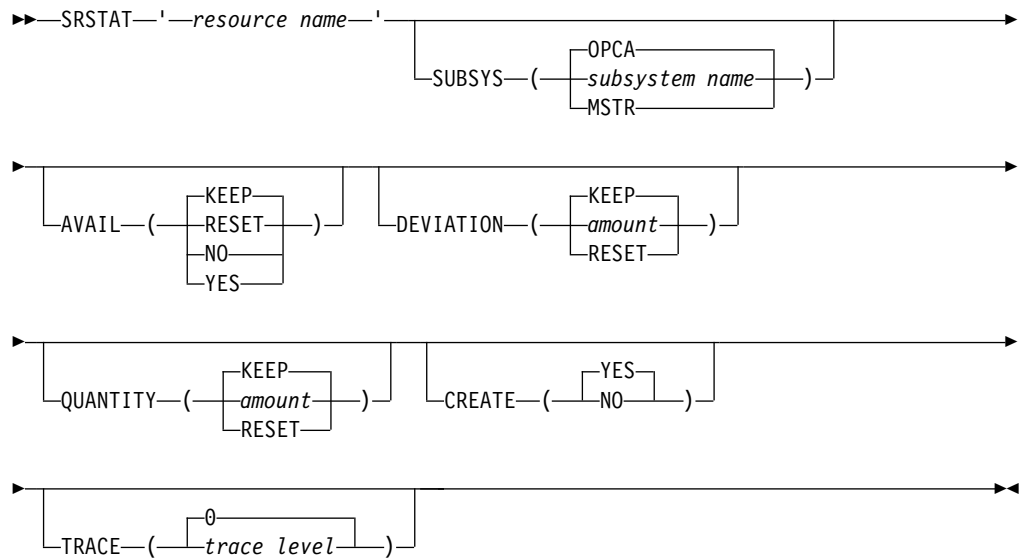 SRSTAT ' resource name '
OPCA
SUBSYS ( subsystem name )
MSTR
KEEP KEEP
AVAIL ( RESET ) DEVIATION ( amount )
NO RESET
YES
KEEP YES
QUANTITY ( amount ) CREATE ( NO )
RESET
0
TRACE ( trace level )